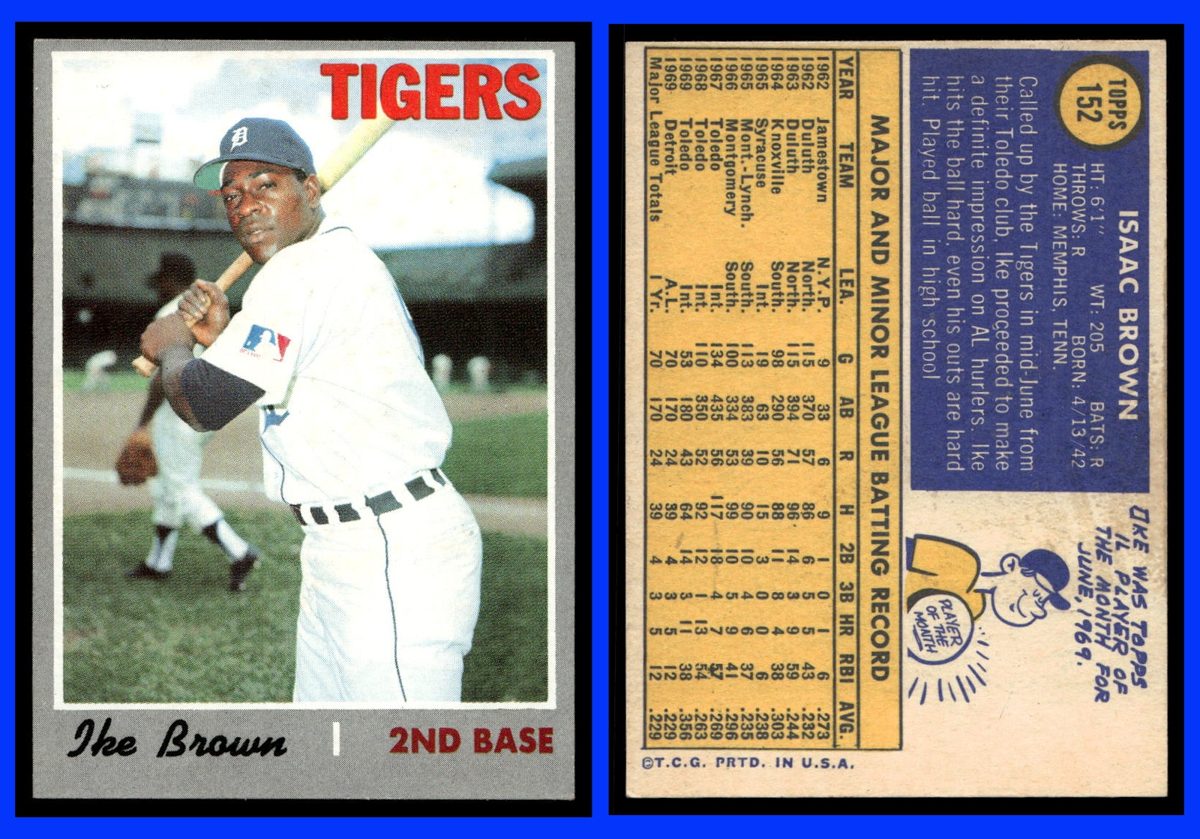 TIGERS
D
Ike Brown | 2ND BASE
TOPPS
152
ISAAC BROWN
HT: 6'1" WT: 205 BATS: R
THROWS: R BORN: 4/13/42
HOME: MEMPHIS, TENN.
Called up by the Tigers in mid-June from
their Toledo club, Ike proceeded to make
a definite impression on AL hurlers. Ike
hits the ball hard, even his outs are hard
hit. Played ball in high school
IKE WAS TOPPS
IL PLAYER OF
THE MONTH FOR
JUNE, 1969.
PLAYER
OF THE
MONTH
MAJOR AND MINOR LEAGUE BATTING RECORD
YEAR TEAM LEA G AB R H 2B 3B HR RBI AVG.
1962 Jamestown N.Y.P 9 33 6 9 1 0 1 6 .273
1962 Duluth North. 115 370 57 86 6 5 4 43 .232
1963 Duluth North. 115 394 71 96 14 3 9 59 .244
1964 Knoxville South. 98 290 56 88 11 8 4 38 .303
1965 Syracuse Int. 19 63 10 15 3 0 0 6 .238
1965 Mont.-Lynch. South. 113 383 39 90 10 4 6 37 .235
1966 Montgomery South. 100 334 53 99 10 5 9 41 .296
1967 Toledo Int. 134 435 56 117 18 4 7 57 .269
1968 Toledo Int. 110 350 52 92 12 1 13 54 .263
1969 Toledo Int. 53 180 43 64 4 3 11 38 .356
1969 Detroit A.L. 70 170 24 39 4 3 5 12 .229
Major League Totals 1 Yr. 70 170 24 39 4 3 5 12 .229
©T.C.G. PRTD. IN U.S.A.